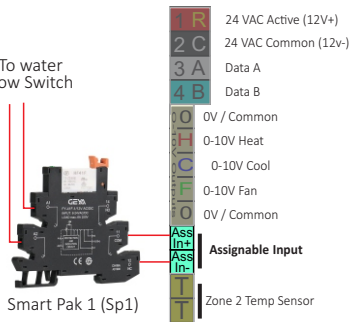 To water
ow Switch
GEYA
Smart Pak 1 (Sp1)
1 R 24 VAC Active (12V+)
2 C 24 VAC Common (12v-)
3 A Data A
4 B Data B
0 0V / Common
H 0-10V Heat
C 0-10V Cool
F 0-10V Fan
0 0V / Common
Ass
In+
Ass
In-
Assignable Input
T
T
Zone 2 Temp Sensor